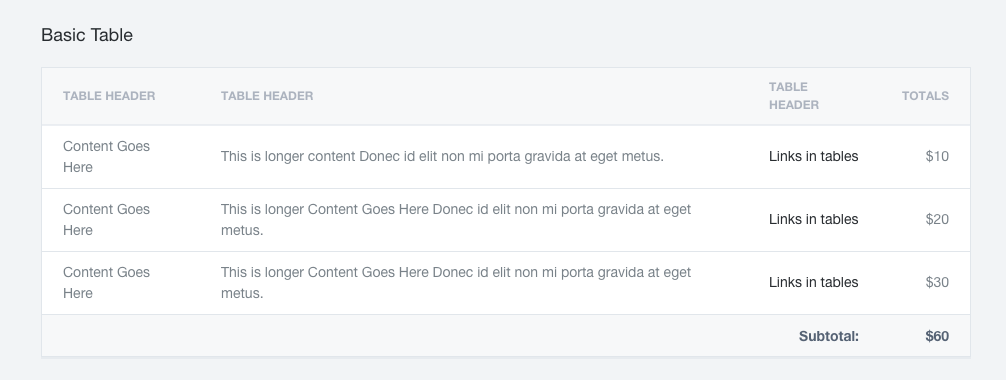 Basic Table
TABLE HEADER TABLE HEADER TABLE HEADER TOTALS
Content Goes Here This is longer content Donec id elit non mi porta gravida at eget metus. Links in tables $10
Content Goes Here This is longer Content Goes Here Donec id elit non mi porta gravida at eget metus. Links in tables $20
Content Goes Here This is longer Content Goes Here Donec id elit non mi porta gravida at eget metus. Links in tables $30
Subtotal: $60